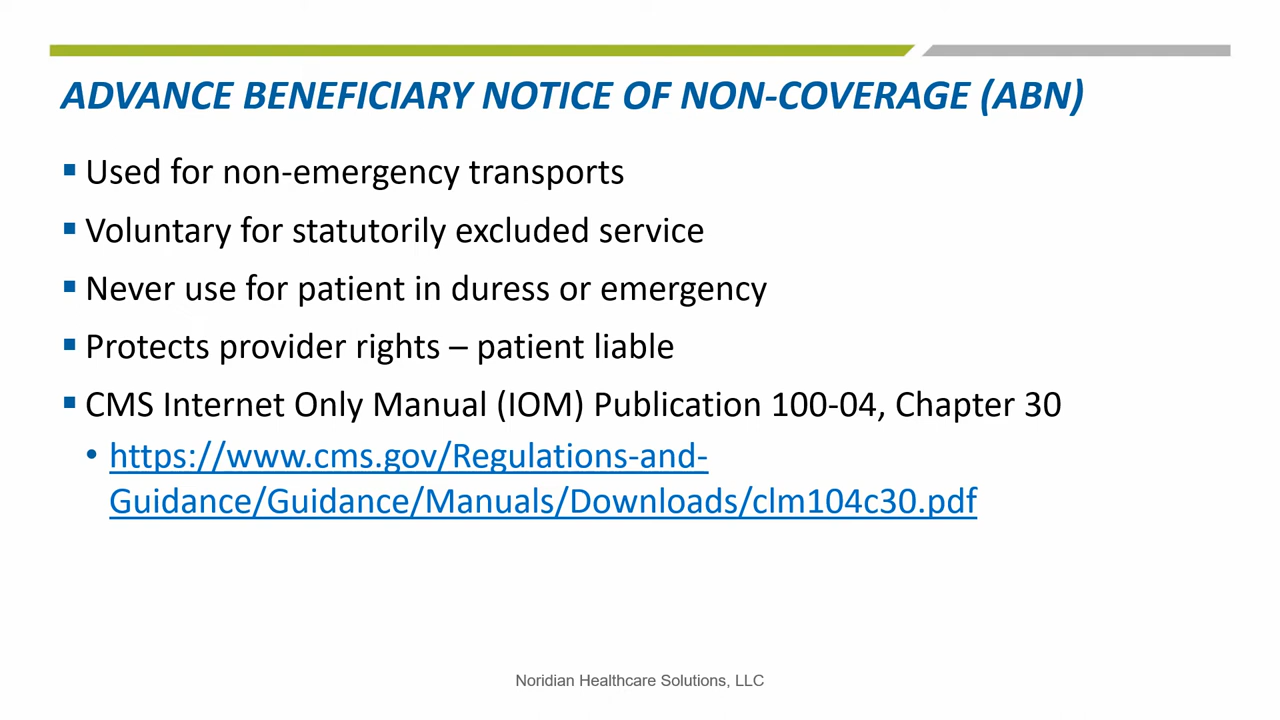 ADVANCE BENEFICIARY NOTICE OF NON-COVERAGE (ABN)
Used for non-emergency transports
Voluntary for statutorily excluded service
Never use for patient in duress or emergency
Protects provider rights – patient liable
CMS Internet Only Manual (IOM) Publication 100-04, Chapter 30
https://www.cms.gov/Regulations-and-
Guidance/Guidance/Manuals/Downloads/clm104c30.pdf
Noridian Healthcare Solutions, LLC